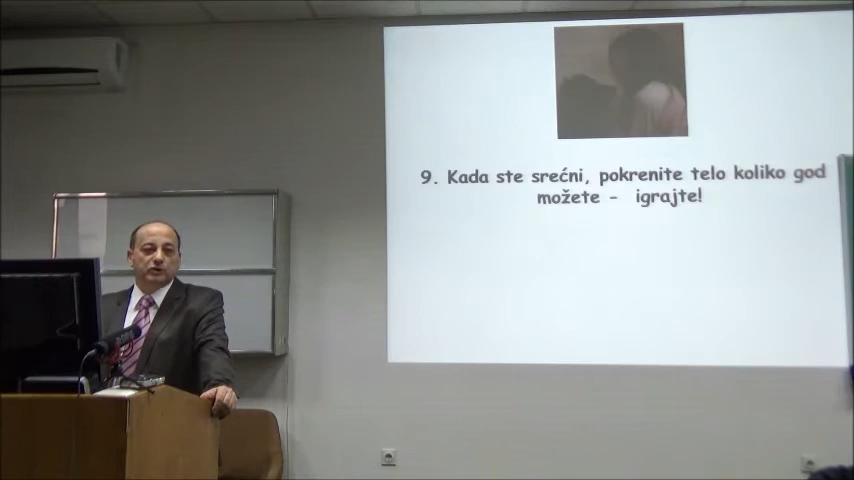 9. Kada ste srećni, pokrenite telo koliko god
možete - igrajte!